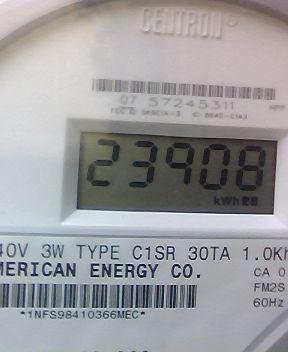 CENTRON
07 57245311
23908
kWh
40V 3W TYPE C1SR 30TA 1.0Kh
MERICAN ENERGY CO.
CA 0
FM2S
60Hz
*1NFS98410366MEC*